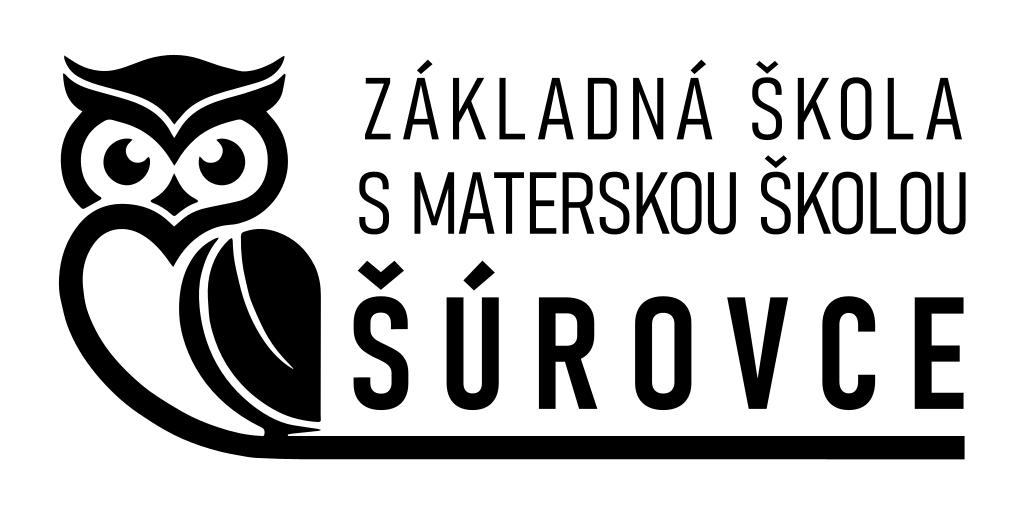 ZÁKLADNÁ ŠKOLA
S MATERSKOU ŠKOLOU
ŠÚROVCE